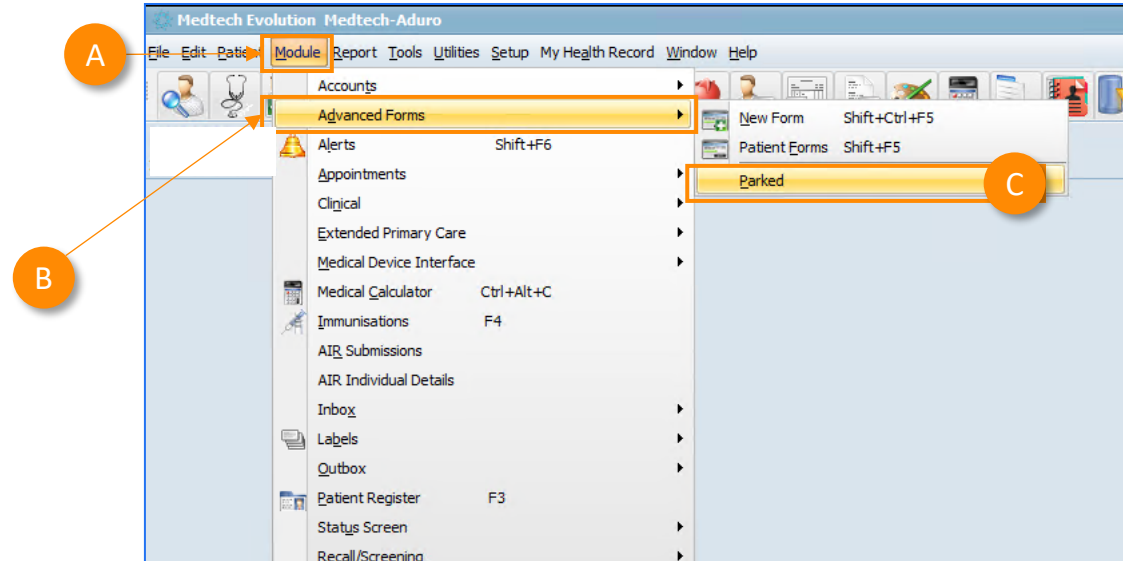 Medtech Evolution Medtech-Aduro
A
File Edit Patient Module Report Tools Utilities Setup My Health Record Window Help
Accounts
B
Advanced Forms
New Form Shift+Ctrl+F5
Alerts Shift+F6
Patient Forms Shift+F5
Appointments
Parked
C
Clinical
Extended Primary Care
Medical Device Interface
Medical Calculator Ctrl+Alt+C
Immunisations F4
AIR Submissions
AIR Individual Details
Inbox
Labels
Outbox
Patient Register F3
Status Screen
Recall/Screening